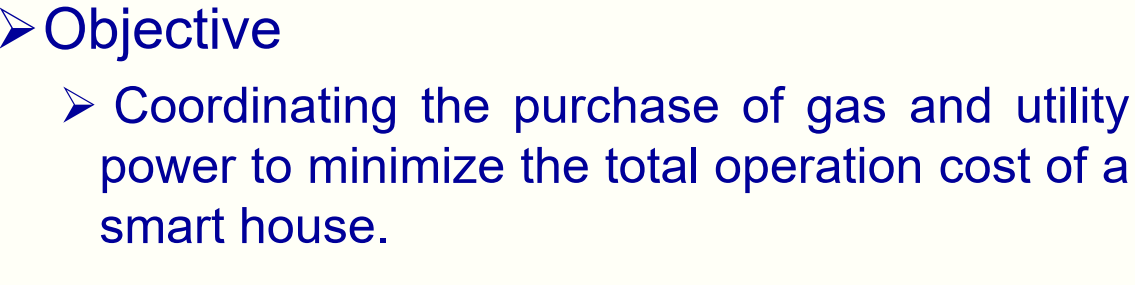 ➢Objective
➢ Coordinating the purchase of gas and utility
power to minimize the total operation cost of a
smart house.